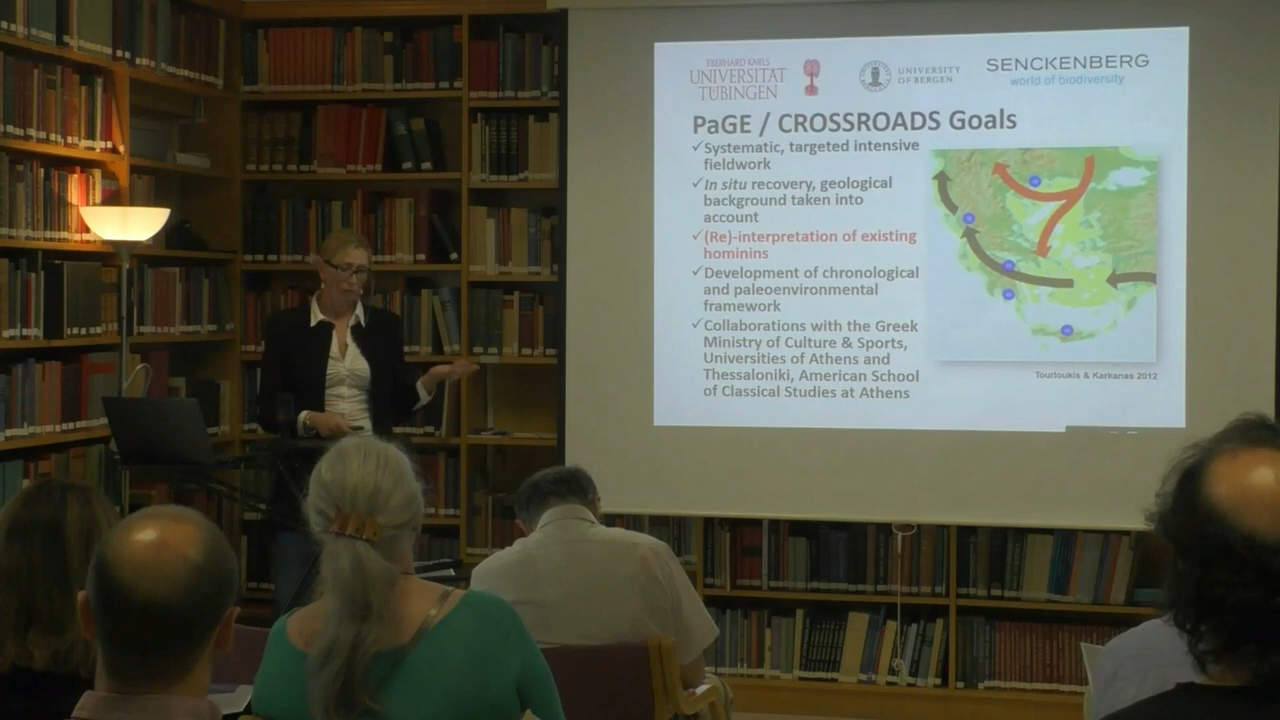 EBERHARD KARLS
UNIVERSITÄT
TÜBINGEN
UNIVERSITY
OF BERGEN
SENCKENBERG
world of biodiversity
PaGE / CROSSROADS Goals
✓Systematic, targeted intensive
fieldwork
✓In situ recovery, geological
background taken into
account
✓(Re)-interpretation of existing
hominins
✓Development of chronological
and paleoenvironmental
framework
✓Collaborations with the Greek
Ministry of Culture & Sports,
Universities of Athens and
Thessaloniki, American School
of Classical Studies at Athens
Tourloukis & Karkanas 2012